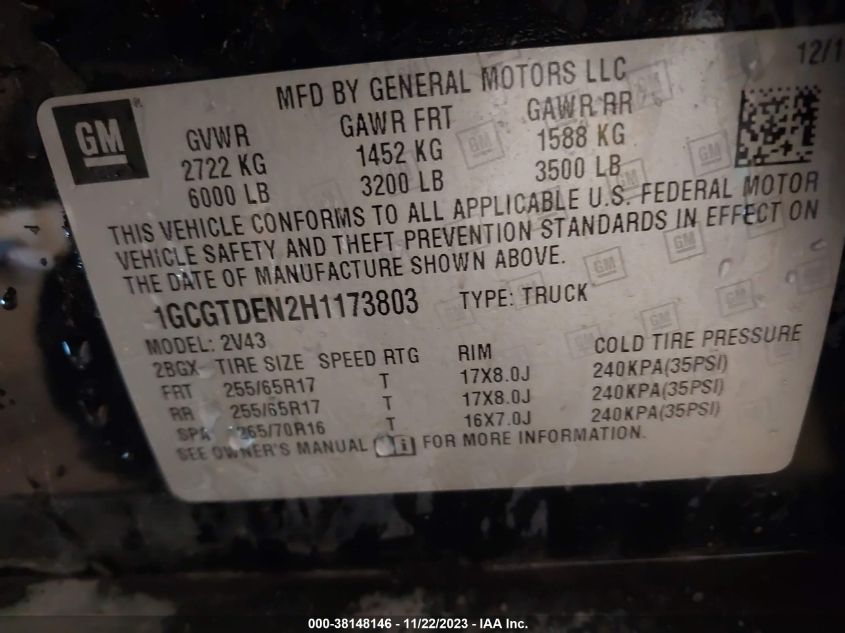 12/1
MFD BY GENERAL MOTORS LLC
GM
GVWR GAWR FRT GAWR RR
2722 KG 1452 KG 1588 KG
6000 LB 3200 LB 3500 LB
THIS VEHICLE CONFORMS TO ALL APPLICABLE U.S. FEDERAL MOTOR
VEHICLE SAFETY AND THEFT PREVENTION STANDARDS IN EFFECT ON
THE DATE OF MANUFACTURE SHOWN ABOVE.
1GCGTDEN2H1173803 TYPE: TRUCK
MODEL: 2V43
2BGX TIRE SIZE SPEED RTG RIM COLD TIRE PRESSURE
FRT 255/65R17 T 17X8.0J 240KPA(35PSI)
RR 255/65R17 T 17X8.0J 240KPA(35PSI)
SPA 265/70R16 T 16X7.0J 240KPA(35PSI)
SEE OWNER'S MANUAL FOR MORE INFORMATION.
000-38148146 - 11/22/2023 - IAA Inc.